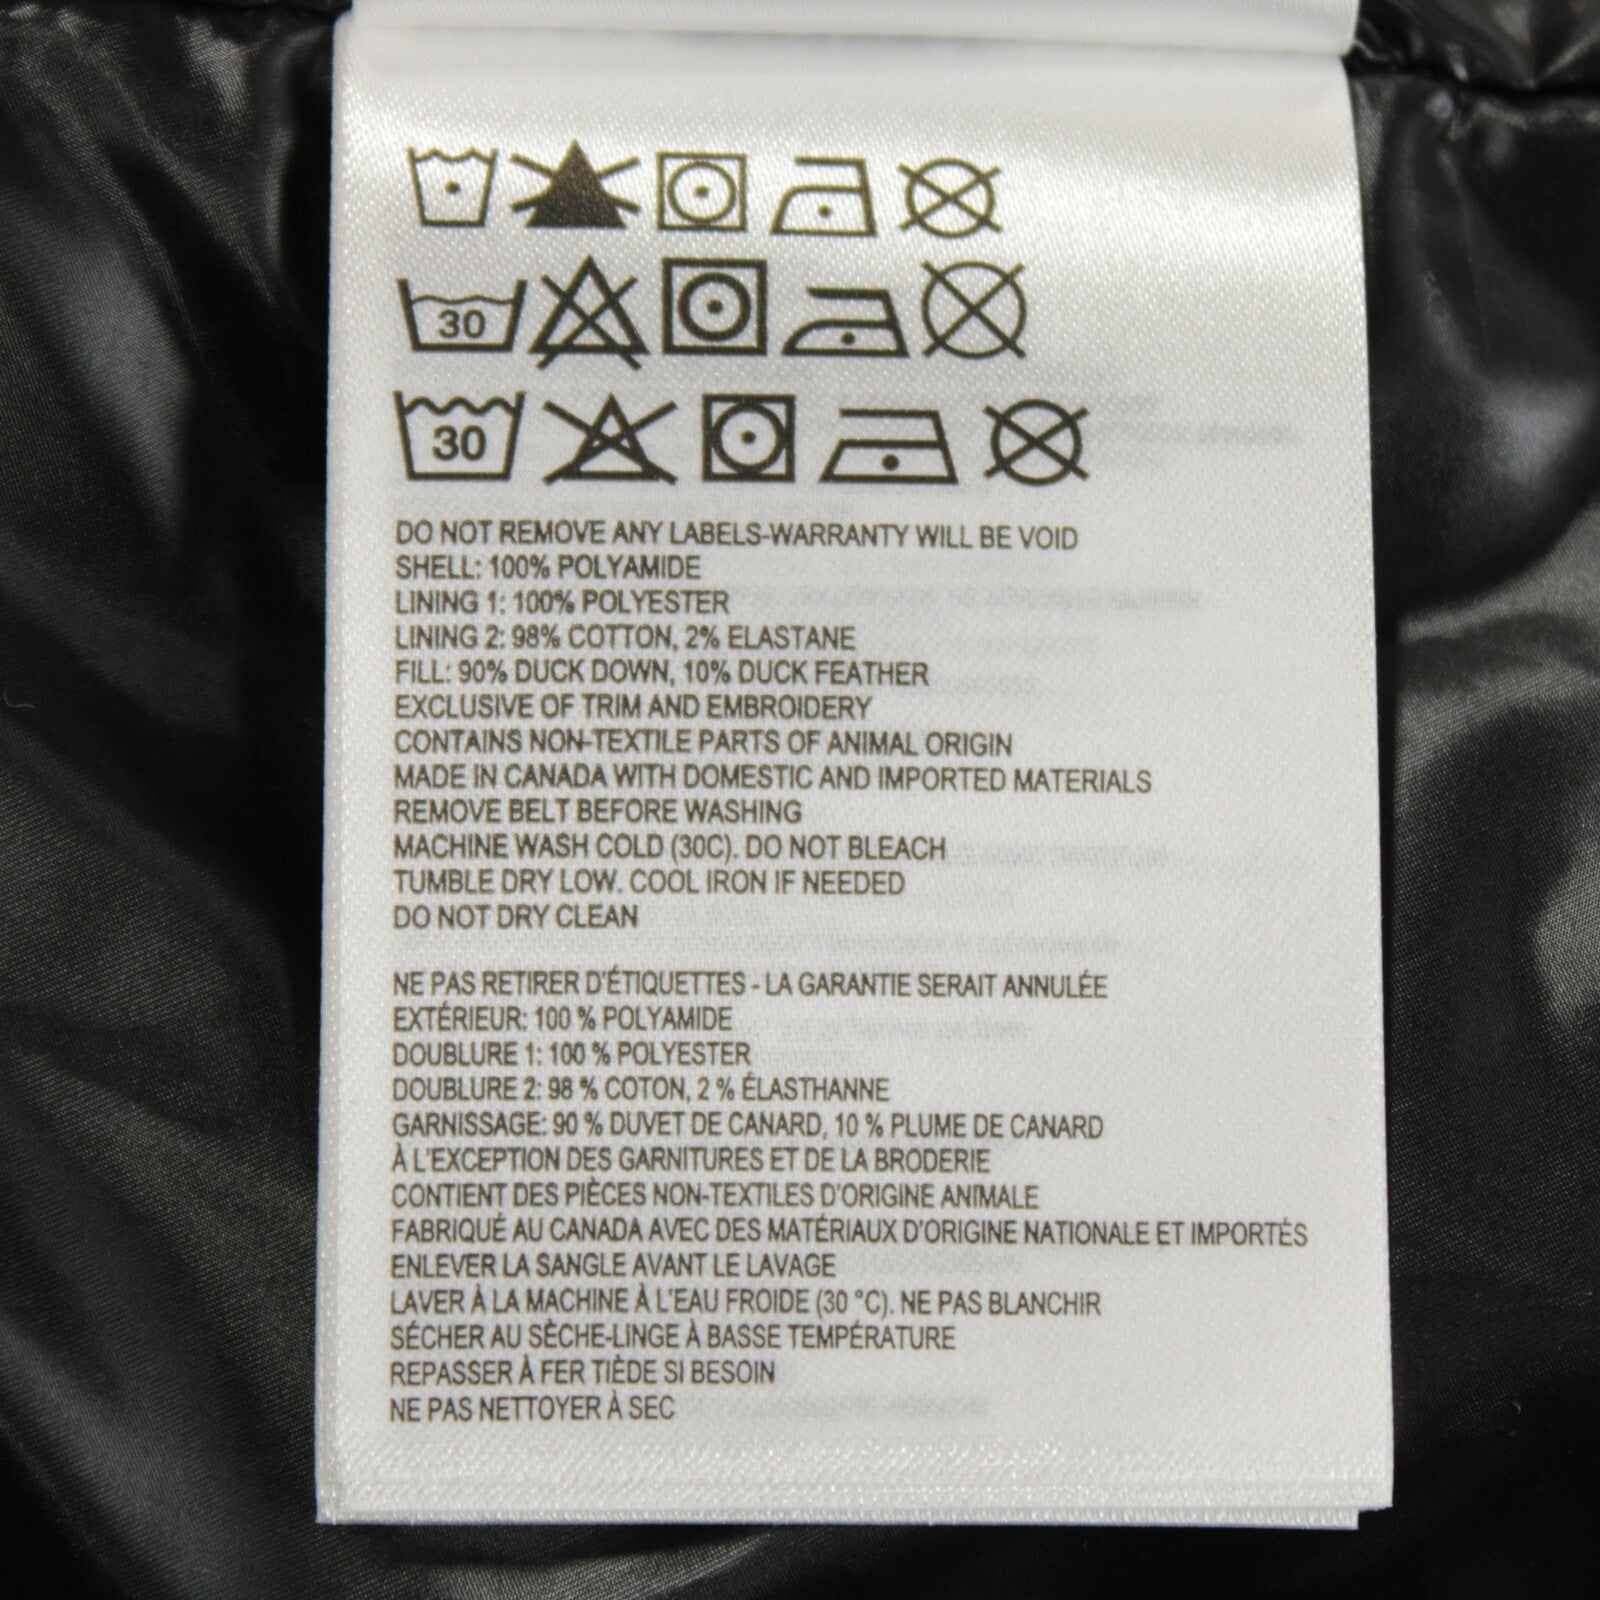 30
30
DO NOT REMOVE ANY LABELS-WARRANTY WILL BE VOID
SHELL: 100% POLYAMIDE
LINING 1: 100% POLYESTER
LINING 2: 98% COTTON, 2% ELASTANE
FILL: 90% DUCK DOWN, 10% DUCK FEATHER
EXCLUSIVE OF TRIM AND EMBROIDERY
CONTAINS NON-TEXTILE PARTS OF ANIMAL ORIGIN
MADE IN CANADA WITH DOMESTIC AND IMPORTED MATERIALS
REMOVE BELT BEFORE WASHING
MACHINE WASH COLD (30C). DO NOT BLEACH
TUMBLE DRY LOW. COOL IRON IF NEEDED
DO NOT DRY CLEAN
NE PAS RETIRER D'ÉTIQUETTES - LA GARANTIE SERAIT ANNULÉE
EXTÉRIEUR: 100 % POLYAMIDE
DOUBLURE 1: 100 % POLYESTER
DOUBLURE 2: 98 % COTON, 2 % ÉLASTHANNE
GARNISSAGE: 90 % DUVET DE CANARD, 10 % PLUME DE CANARD
À L'EXCEPTION DES GARNITURES ET DE LA BRODERIE
CONTIENT DES PIÈCES NON-TEXTILES D'ORIGINE ANIMALE
FABRIQUÉ AU CANADA AVEC DES MATÉRIAUX D'ORIGINE NATIONALE ET IMPORTÉS
ENLEVER LA SANGLE AVANT LE LAVAGE
LAVER À LA MACHINE À L'EAU FROIDE (30 °C). NE PAS BLANCHIR
SÉCHER AU SÈCHE-LINGE À BASSE TEMPÉRATURE
REPASSER À FER TIÈDE SI BESOIN
NE PAS NETTOYER À SEC